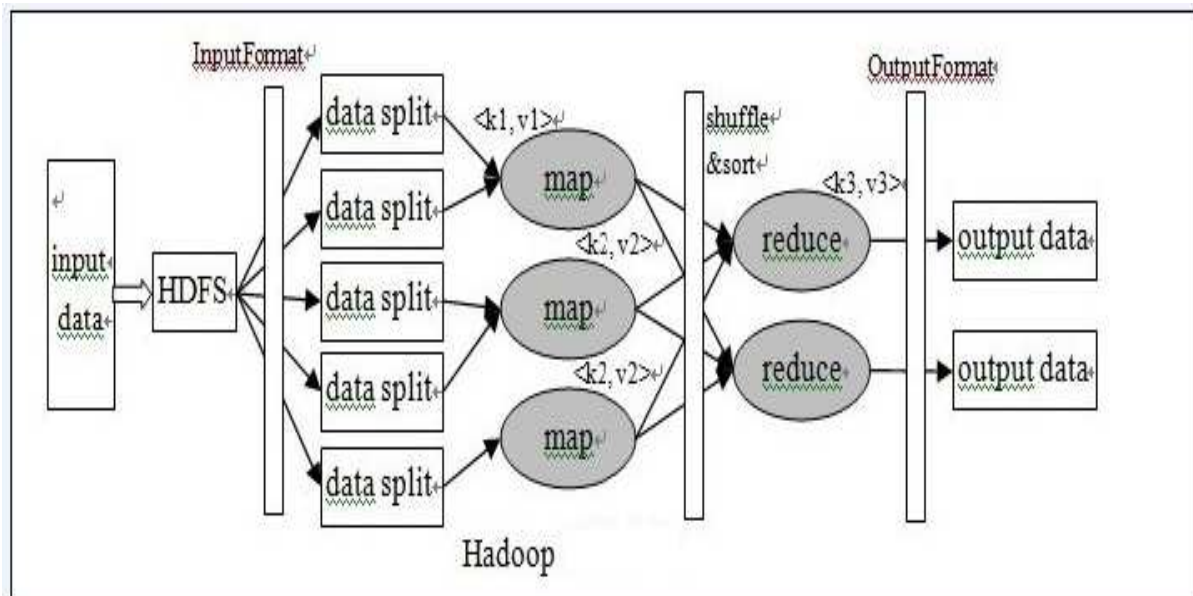 InputFormat
input
data
HDFS
data split
data split
data split
data split
data split
<k1, v1>
map
<k2, v2>
map
<k2, v2>
map
shuffle
&sort
<k3, v3>
reduce
reduce
OutputFormat
output data
output data
Hadoop